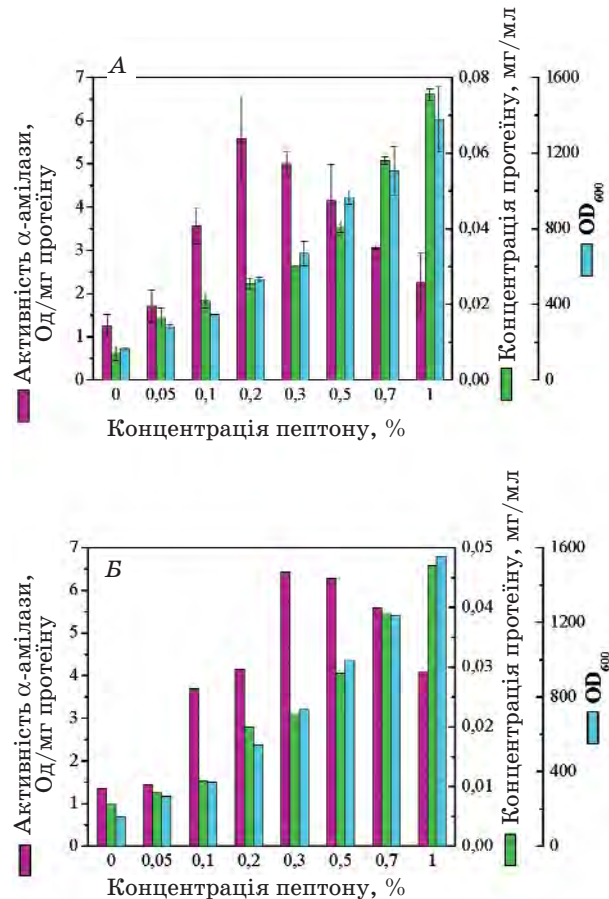 А
Активність α-амілази,
Од/мг протеїну
7
6
5
4
3
2
1
0
0,08
0,06
0,04
0,02
0,00
Концентрація протеїну, мг/мл
1600
1200
800
400
0
OD600
0 0,05 0,1 0,2 0,3 0,5 0,7 1
Концентрація пептону, %
Б
Активність α-амілази,
Од/мг протеїну
7
6
5
4
3
2
1
0
0,05
0,04
0,03
0,02
0,01
0,00
Концентрація протеїну, мг/мл
1600
1200
800
400
0
OD600
0 0,05 0,1 0,2 0,3 0,5 0,7 1
Концентрація пептону, %